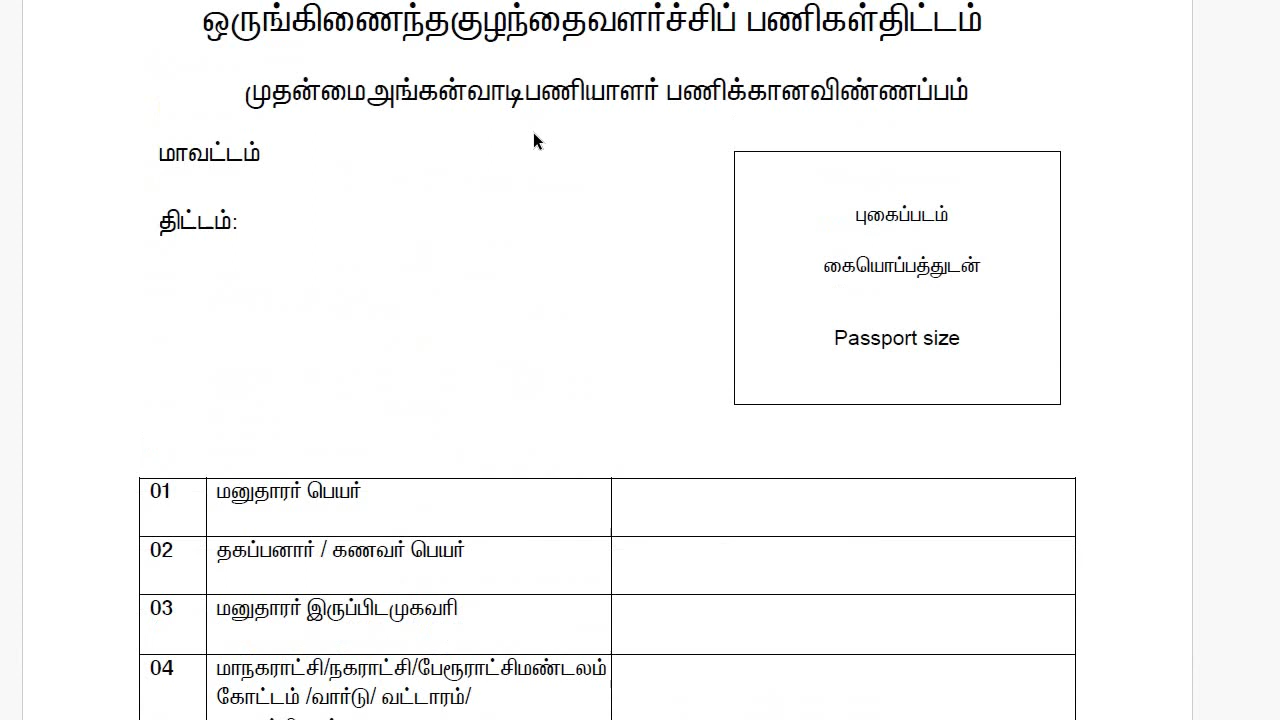 ஒருங்கிணைந்தகுழந்தைவளர்ச்சிப் பணிகள்திட்டம்
முதன்மைஅங்கன்வாடிபணியாளர் பணிக்கானவிண்ணப்பம்
மாவட்டம்
திட்டம்:
புகைப்படம்
கையொப்பத்துடன்
Passport size
01 மனுதாரர் பெயர்
02 தகப்பனார் / கணவர் பெயர்
03 மனுதாரர் இருப்பிடமுகவரி
04 மாநகராட்சி/நகராட்சி/பேரூராட்சிமண்டலம்
கோட்டம் /வார்டு/ வட்டாரம்/